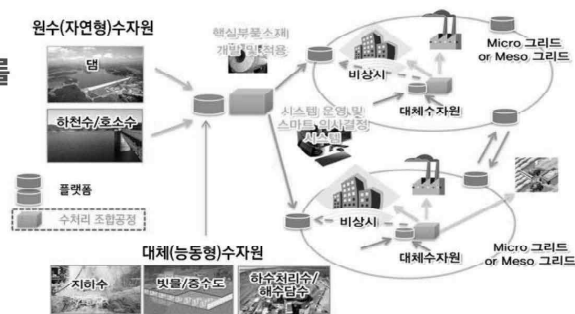 를
원수(자연형)수자원
댐
하천수/호소수
플랫폼
수처리 조합공정
대체(능동형)수자원
지하수
빗물/중수도
하수처리수/
해수담수
핵심부품소재
개발 및 적용
시스템 운영 및
스마트 의사결정
시스템
비상시
대체수자원
Micro 그리드
or Meso 그리드
비상시
대체수자원
Micro 그리드
or Meso 그리드